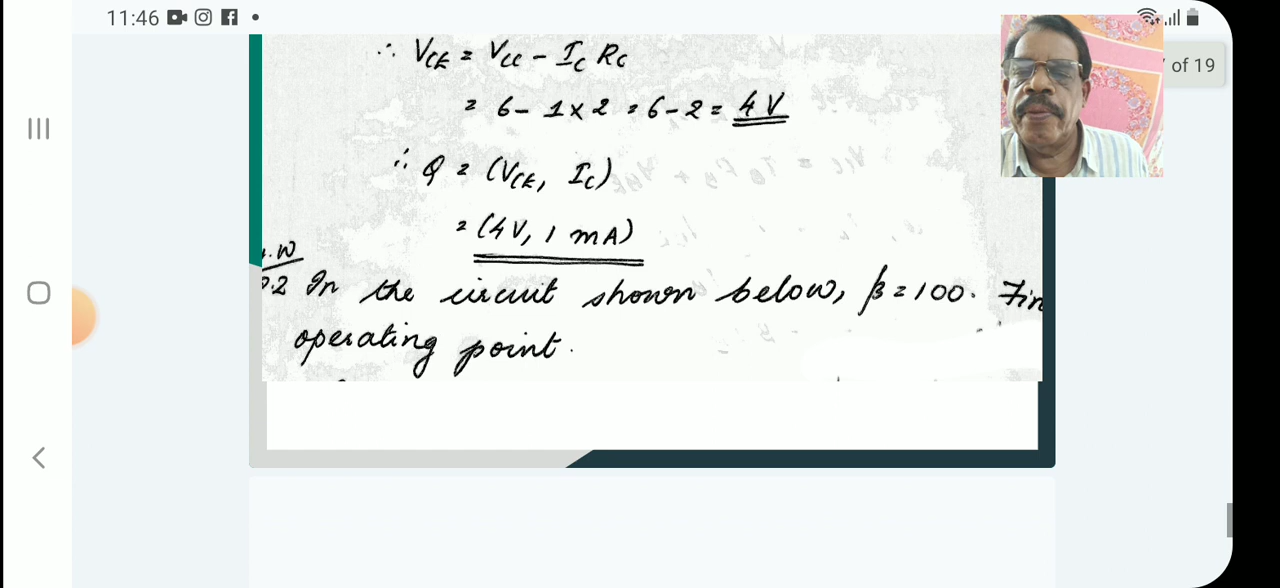 11:46
of 19
∴ VCE = VCC - IC RC
= 6 - 1 x 2 = 6 - 2 = 4 V
∴ Q = (VCE, IC)
= (4V, 1 mA)
.W
.2 In the circuit shown below, β = 100. Fin
operating point.